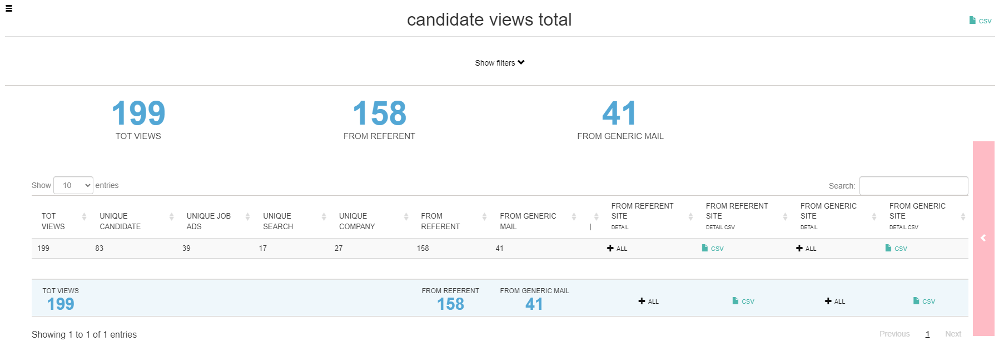 candidate views total
CSV
Show filters
199
TOT VIEWS
158
FROM REFERENT
41
FROM GENERIC MAIL
Show 10 entries
Search:
TOT VIEWS
UNIQUE CANDIDATE
UNIQUE JOB ADS
UNIQUE SEARCH
UNIQUE COMPANY
FROM REFERENT
FROM GENERIC MAIL
|
FROM REFERENT SITE DETAIL
FROM REFERENT SITE DETAIL CSV
FROM GENERIC SITE DETAIL
FROM GENERIC SITE DETAIL CSV
199 83 39 17 27 158 41 ALL CSV ALL CSV
TOT VIEWS
199
FROM REFERENT
158
FROM GENERIC MAIL
41
ALL CSV ALL CSV
Showing 1 to 1 of 1 entries
Previous 1 Next